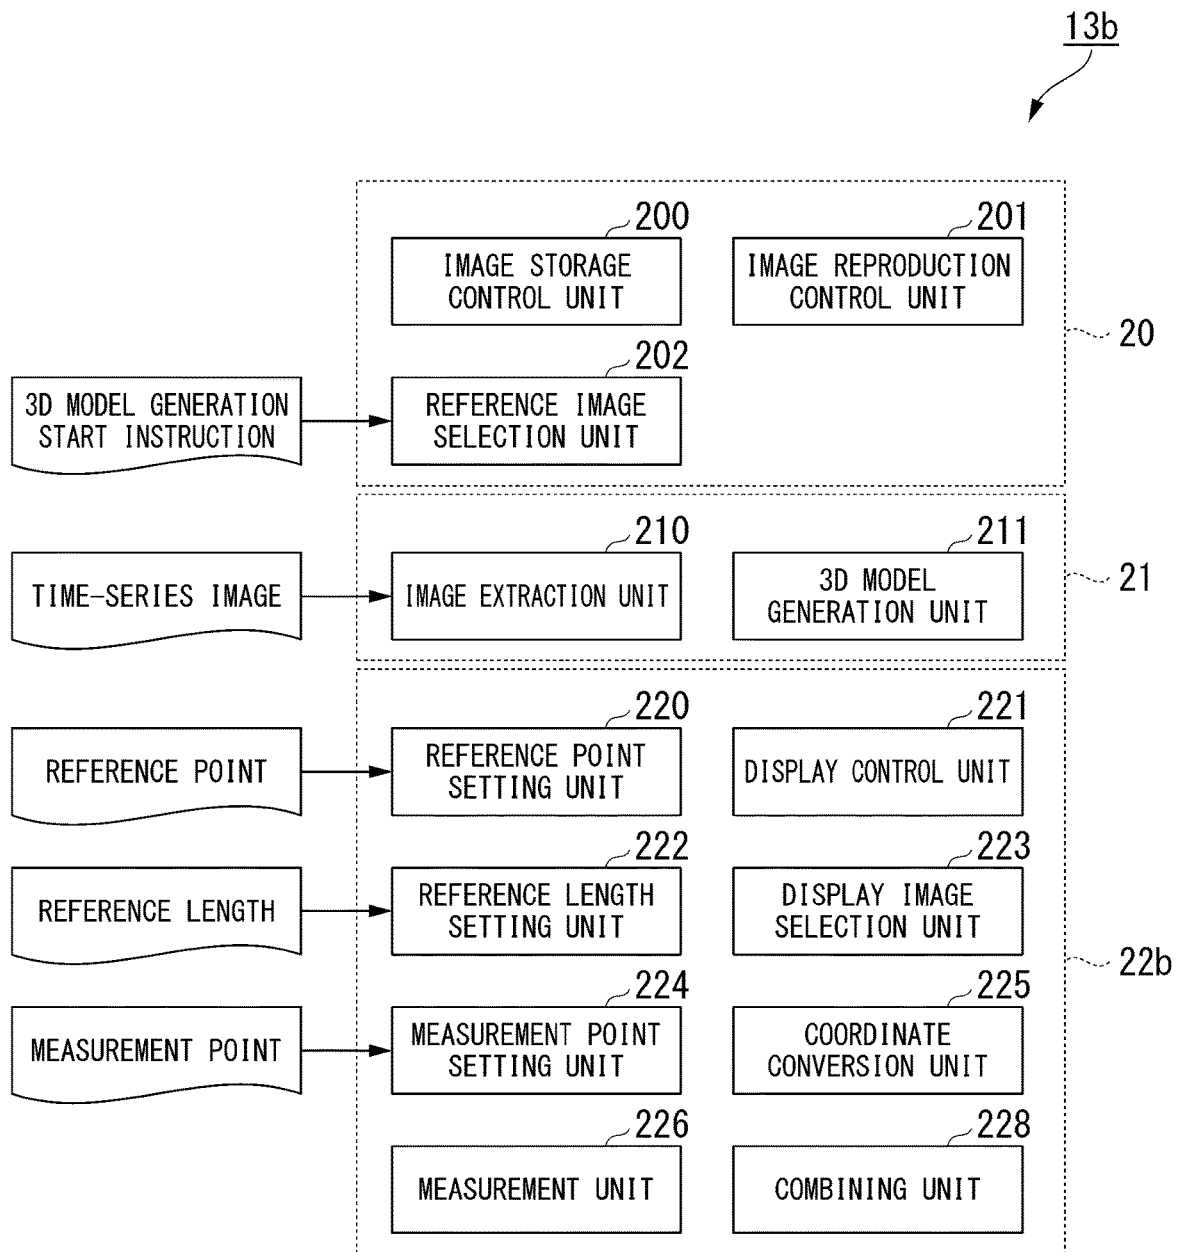 13b
200
201
IMAGE STORAGE
CONTROL UNIT
IMAGE REPRODUCTION
CONTROL UNIT
20
202
3D MODEL GENERATION
START INSTRUCTION
REFERENCE IMAGE
SELECTION UNIT
210
211
TIME-SERIES IMAGE
IMAGE EXTRACTION UNIT
3D MODEL
GENERATION UNIT
21
220
221
REFERENCE POINT
REFERENCE POINT
SETTING UNIT
DISPLAY CONTROL UNIT
222
223
REFERENCE LENGTH
REFERENCE LENGTH
SETTING UNIT
DISPLAY IMAGE
SELECTION UNIT
22b
224
225
MEASUREMENT POINT
MEASUREMENT POINT
SETTING UNIT
COORDINATE
CONVERSION UNIT
226
228
MEASUREMENT UNIT
COMBINING UNIT